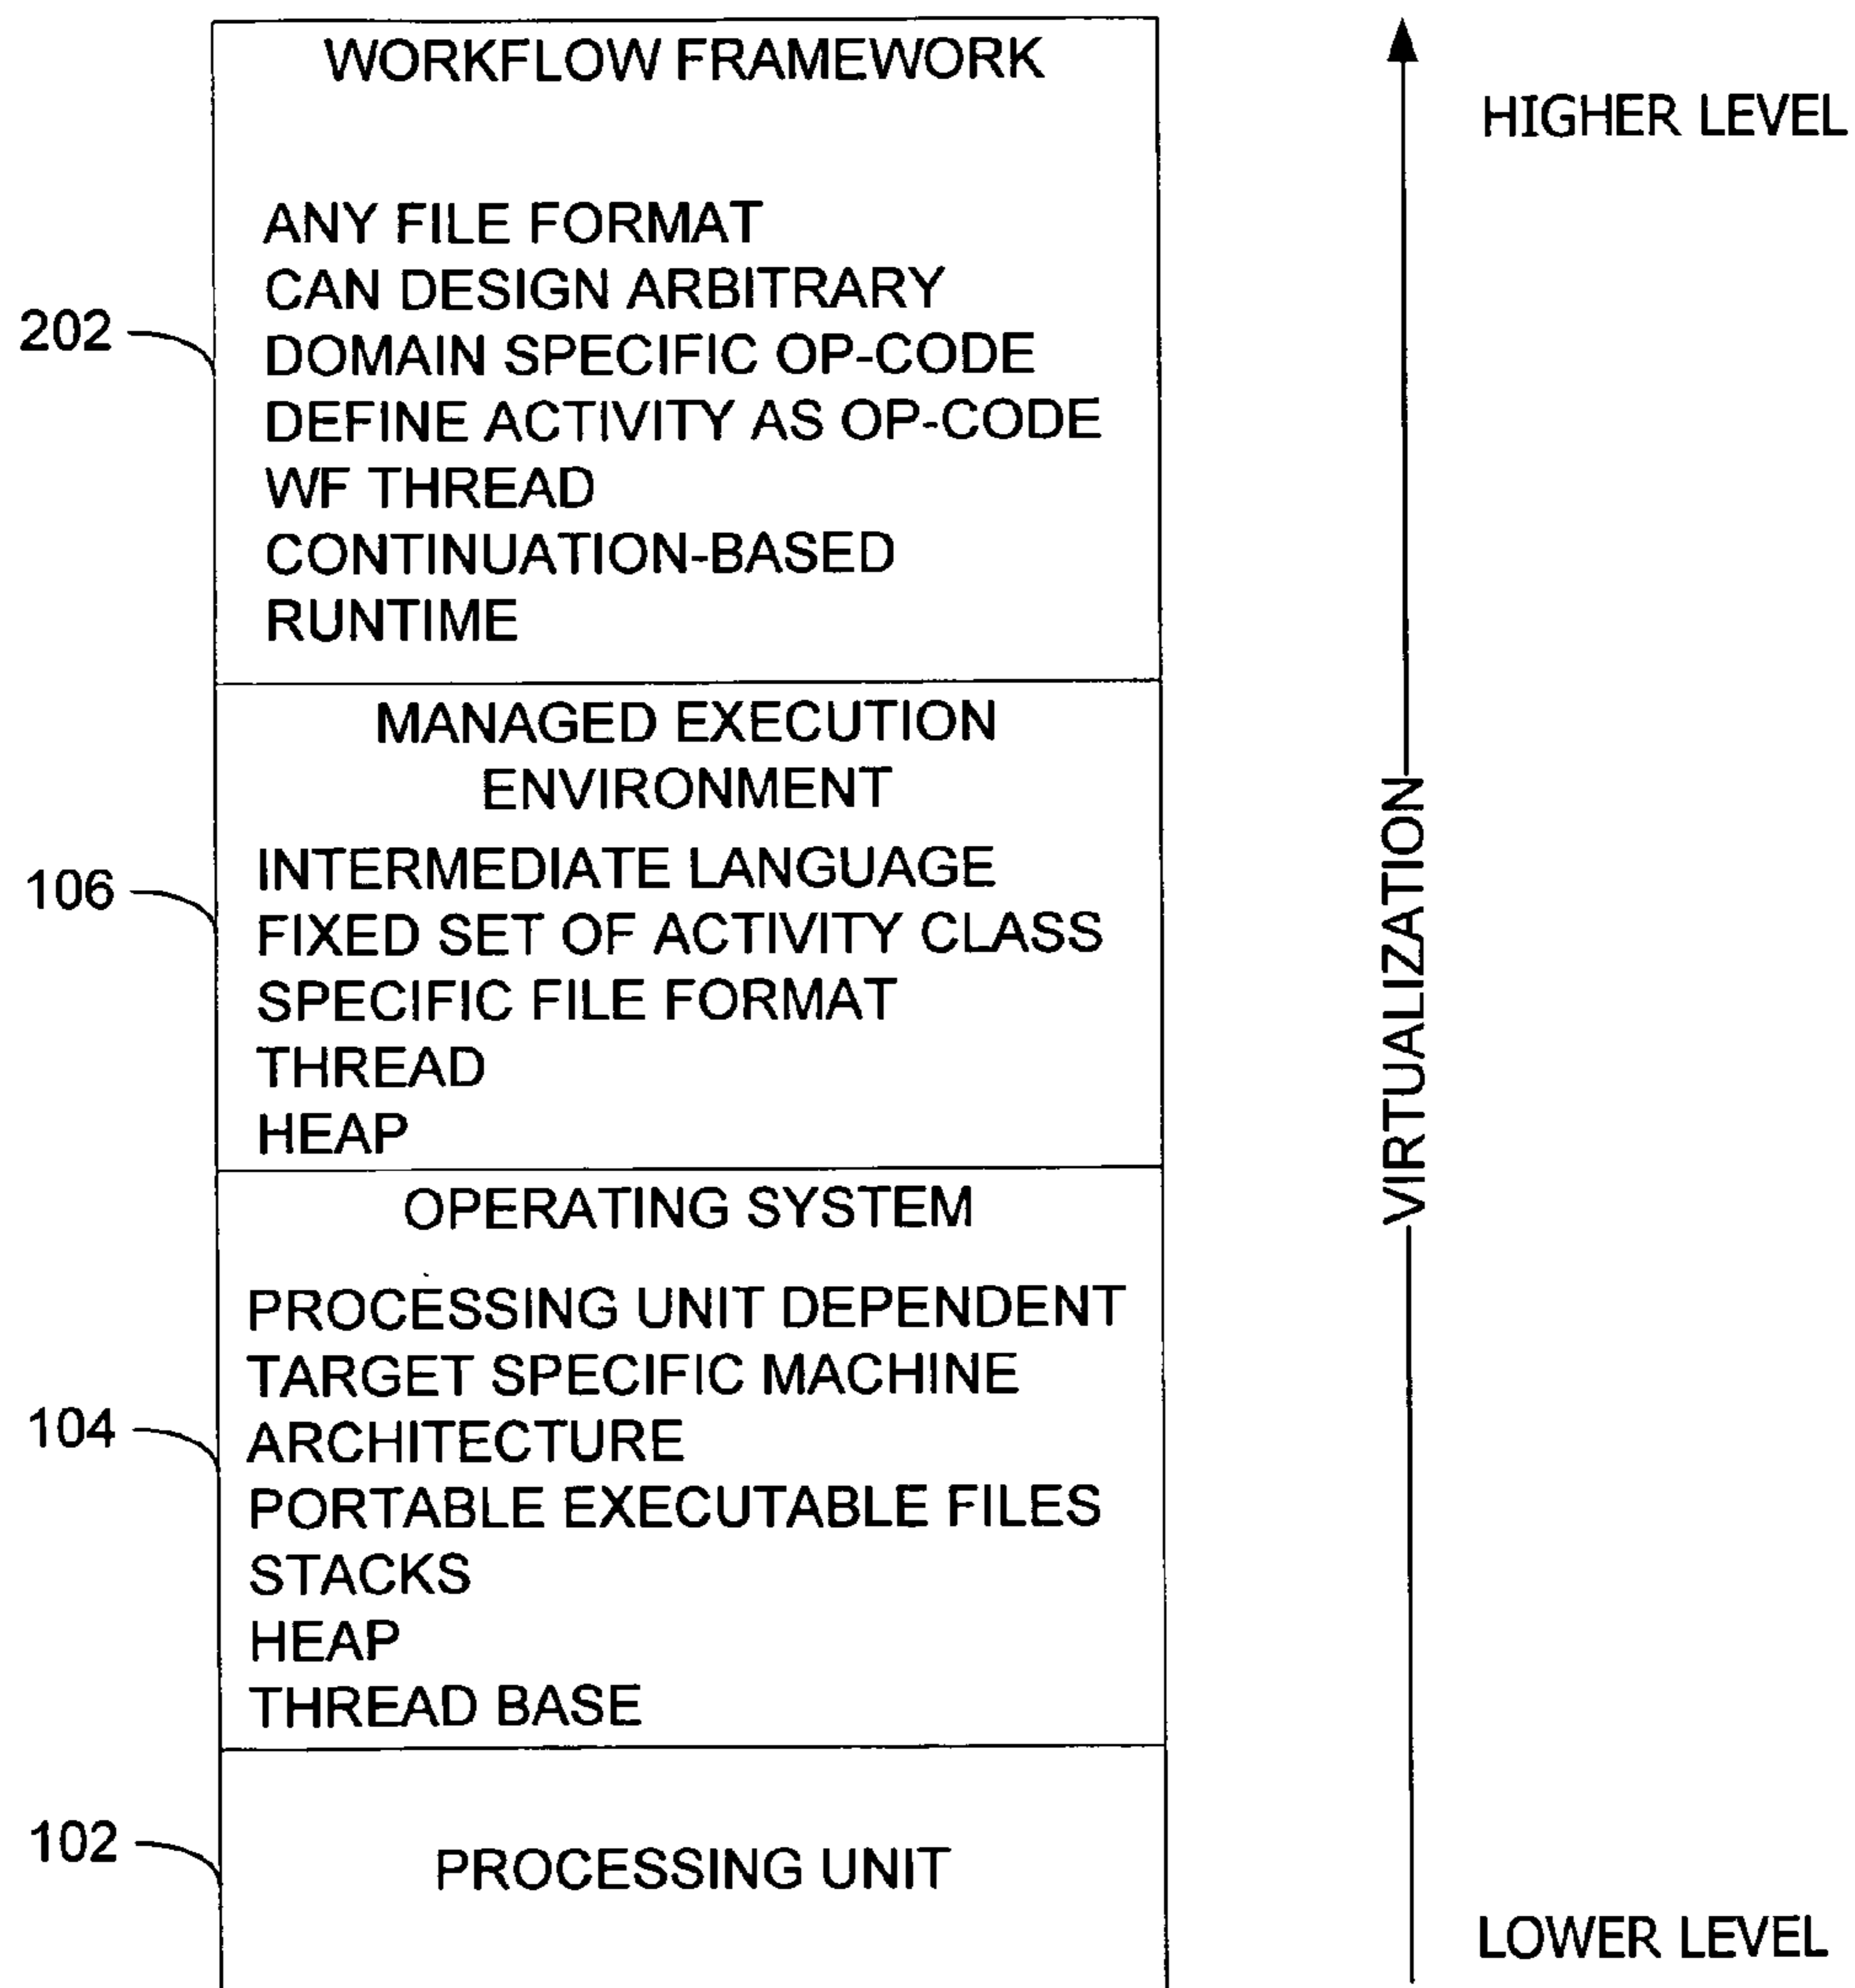 WORKFLOW FRAMEWORK
HIGHER LEVEL
ANY FILE FORMAT
CAN DESIGN ARBITRARY
202
DOMAIN SPECIFIC OP-CODE
DEFINE ACTIVITY AS OP-CODE
WF THREAD
CONTINUATION-BASED
RUNTIME
MANAGED EXECUTION
ENVIRONMENT
106
INTERMEDIATE LANGUAGE
FIXED SET OF ACTIVITY CLASS
SPECIFIC FILE FORMAT
THREAD
HEAP
VIRTUALIZATION
OPERATING SYSTEM
PROCESSING UNIT DEPENDENT
TARGET SPECIFIC MACHINE
104
ARCHITECTURE
PORTABLE EXECUTABLE FILES
STACKS
HEAP
THREAD BASE
102
PROCESSING UNIT
LOWER LEVEL